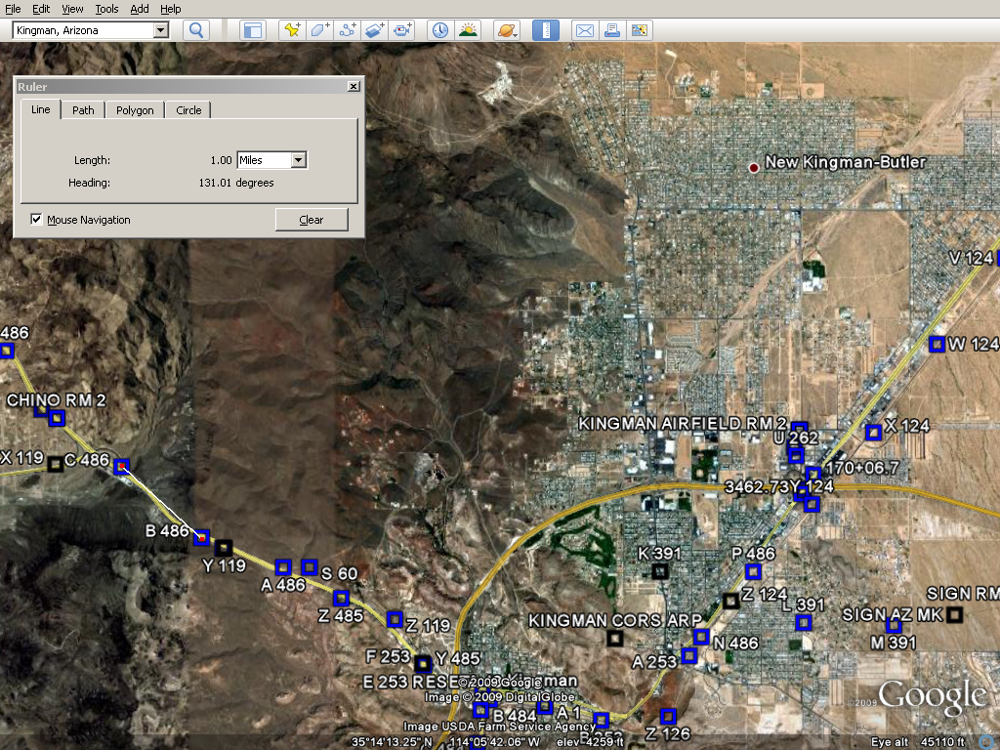 File Edit View Tools Add Help
Kingman, Arizona
Ruler
Line Path Polygon Circle
Length: 1.00 Miles
Heading: 131.01 degrees
Mouse Navigation Clear
New Kingman-Butler
V 124
486
W 124
CHINO RM 2
KINGMAN AIRFIELD RM 2
X 124
U 262
X 119
C 486
170+06.7
3462.73
Y 124
B 486
Y 119
K 391
P 486
A 486
S 60
Z 124
SIGN RM
Z 485
L 391
SIGN AZ MK
Z 119
KINGMAN CORS ARP
N 486
M 391
F 253
Y 485
A 253
E 253
© 2009 Google
Kingman
Image © 2009 DigitalGlobe
©2009 Google
B 484
A 1
Image USDA Farm Service Agency
Z 126
35°14'13.25" N 114°05'42.06" W elev 4259 ft Eye alt 45110 ft